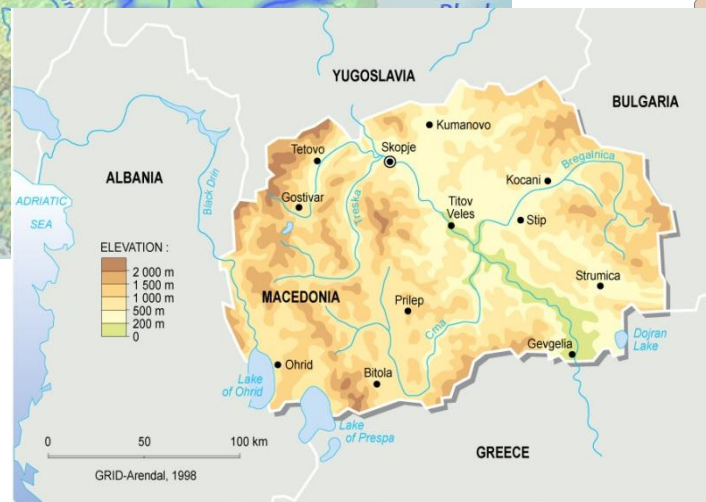 YUGOSLAVIA
BULGARIA
Kumanovo
Skopje
Tetovo
Bregalnica
Kocani
ALBANIA
Black Drin
Treska
Gostivar
Titov
Veles
Stip
ADRIATIC
SEA
ELEVATION :
2 000 m
1 500 m
1 000 m
500 m
200 m
0
MACEDONIA
Strumica
Prilep
Crna
Dojran
Lake
Gevgelia
Ohrid
Lake
of Ohrid
Bitola
Lake
of Prespa
GREECE
0 50 100 km
GRID-Arendal, 1998